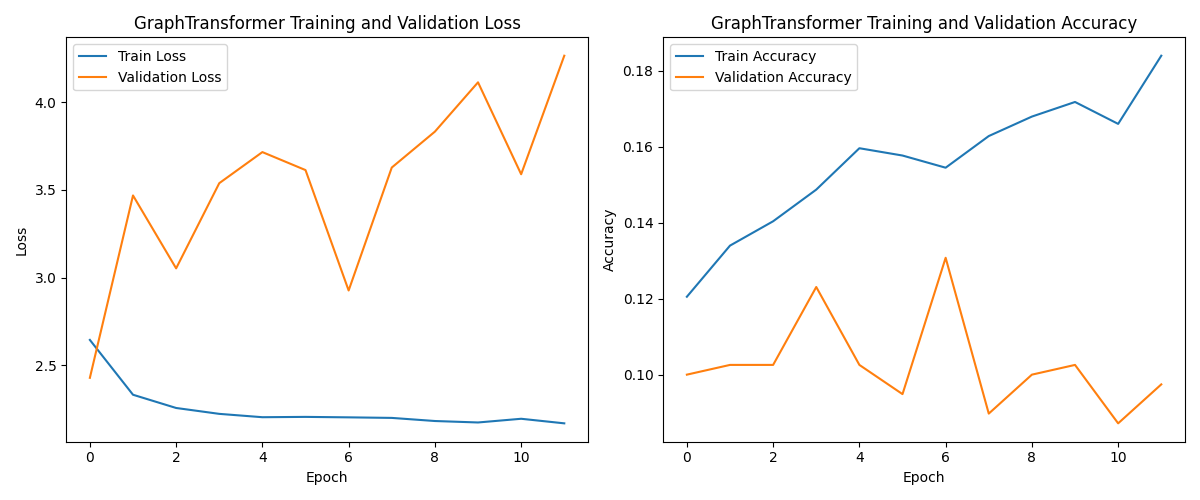 GraphTransformer Training and Validation Loss
Train Loss
Validation Loss
4.0
3.5
3.0
2.5
Loss
0 2 4 6 8 10
Epoch
GraphTransformer Training and Validation Accuracy
Train Accuracy
Validation Accuracy
0.18
0.16
0.14
0.12
0.10
Accuracy
0 2 4 6 8 10
Epoch